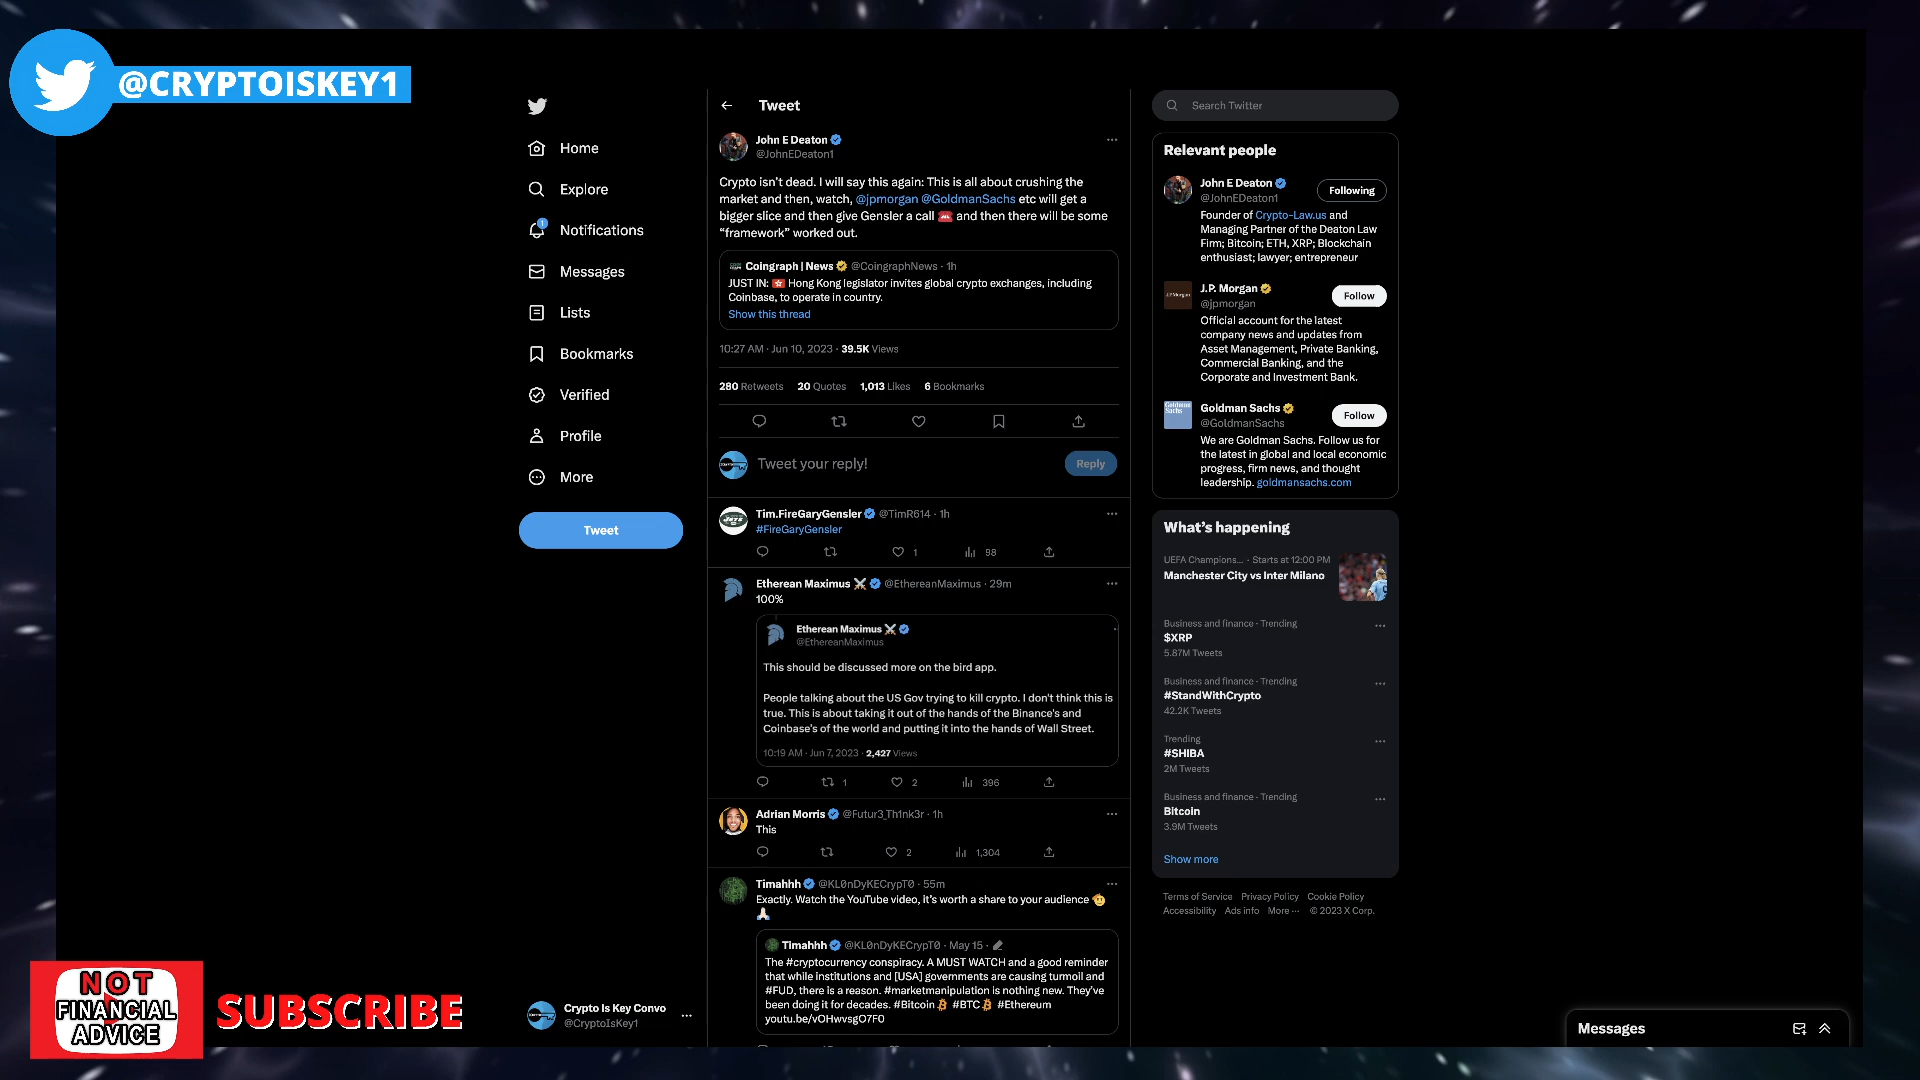 @CRYPTOISKEY1
Home
Explore
1
Notifications
Messages
Lists
Bookmarks
Verified
Profile
More
Tweet
Crypto Is Key Convo
@CryptoIsKey1
Tweet
John E Deaton
@JohnEDeaton1
Crypto isn't dead. I will say this again: This is all about crushing the
market and then, watch, @jpmorgan @GoldmanSachs etc will get a
bigger slice and then give Gensler a call and then there will be some
“framework” worked out.
Coingraph | News @CoingraphNews · 1h
JUST IN: Hong Kong legislator invites global crypto exchanges, including
Coinbase, to operate in country.
Show this thread
10:27 AM · Jun 10, 2023 · 39.5K Views
280 Retweets 20 Quotes 1,013 Likes 6 Bookmarks
Tweet your reply!
Reply
Tim.FireGaryGensler @TimR614 · 1h
#FireGaryGensler
1 98
Etherean Maximus @EthereanMaximus · 29m
100%
Etherean Maximus
@EthereanMaximus
This should be discussed more on the bird app.
People talking about the US Gov trying to kill crypto. I don't think this is
true. This is about taking it out of the hands of the Binance's and
Coinbase's of the world and putting it into the hands of Wall Street.
10:19 AM · Jun 7, 2023 · 2,427 Views
1 2 396
Adrian Morris @Futur3_Th1nk3r · 1h
This
2 1,304
Timahhh @KL0nDyKECrypT0 · 55m
Exactly. Watch the YouTube video, it's worth a share to your audience
Timahhh @KL0nDyKECrypT0 · May 15 ·
The #cryptocurrency conspiracy. A MUST WATCH and a good reminder
that while institutions and [USA] governments are causing turmoil and
#FUD, there is a reason. #marketmanipulation is nothing new. They've
been doing it for decades. #Bitcoin #BTC #Ethereum
youtu.be/vOHwvsgO7F0
Search Twitter
Relevant people
John E Deaton
@JohnEDeaton1
Following
Founder of Crypto-Law.us and
Managing Partner of the Deaton Law
Firm; Bitcoin; ETH, XRP; Blockchain
enthusiast; lawyer; entrepreneur
J.P. Morgan
@jpmorgan
Follow
Official account for the latest
company news and updates from
Asset Management, Private Banking,
Commercial Banking, and the
Corporate and Investment Bank.
Goldman Sachs
@GoldmanSachs
Follow
We are Goldman Sachs. Follow us for
the latest in global and local economic
progress, firm news, and thought
leadership. goldmansachs.com
What's happening
UEFA Champions... · Starts at 12:00 PM
Manchester City vs Inter Milano
Business and finance · Trending
$XRP
5.87M Tweets
Business and finance · Trending
#StandWithCrypto
42.2K Tweets
Trending
#SHIBA
2M Tweets
Business and finance · Trending
Bitcoin
3.9M Tweets
Show more
Terms of Service Privacy Policy Cookie Policy
Accessibility Ads info More ··· © 2023 X Corp.
Messages
NOT
FINANCIAL
ADVICE
SUBSCRIBE